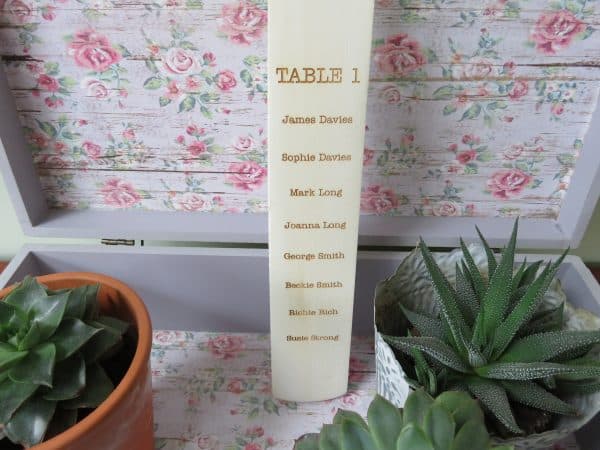 TABLE 1
James Davies
Sophie Davies
Mark Long
Joanna Long
George Smith
Beckie Smith
Richie Rich
Susie Strong